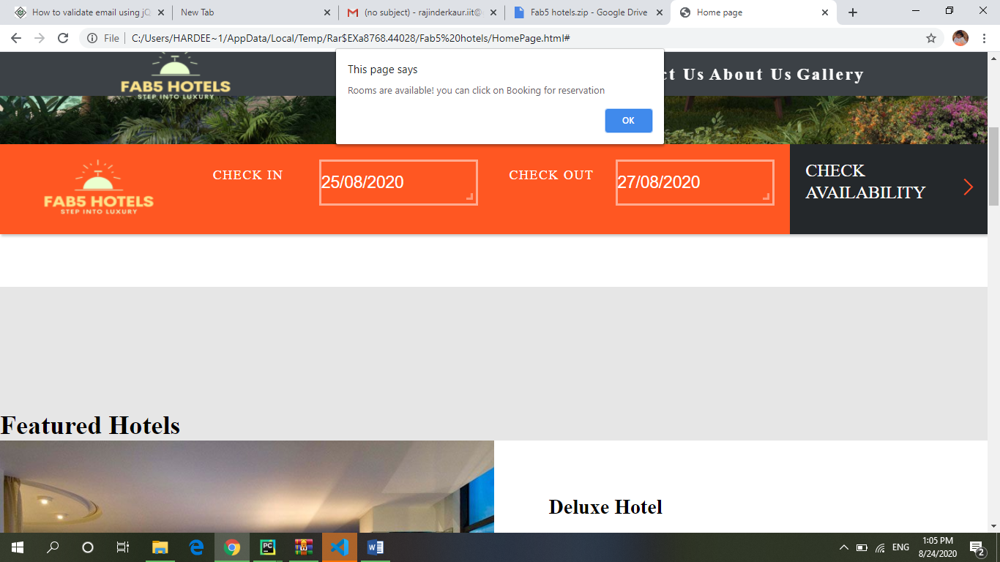 How to validate email using jQ
New Tab
(no subject) - rajinderkaur.iit@
Fab5 hotels.zip - Google Drive
Home page
File
C:/Users/HARDEE~1/AppData/Local/Temp/Rar$EXa8768.44028/Fab5%20hotels/HomePage.html#
FAB5 HOTELS
STEP INTO LUXURY
ct Us About Us Gallery
This page says
Rooms are available! you can click on Booking for reservation
OK
FAB5 HOTELS
STEP INTO LUXURY
CHECK IN
25/08/2020
CHECK OUT
27/08/2020
CHECK
AVAILABILITY
Featured Hotels
Deluxe Hotel
PC
W
ENG
1:05 PM
8/24/2020
2